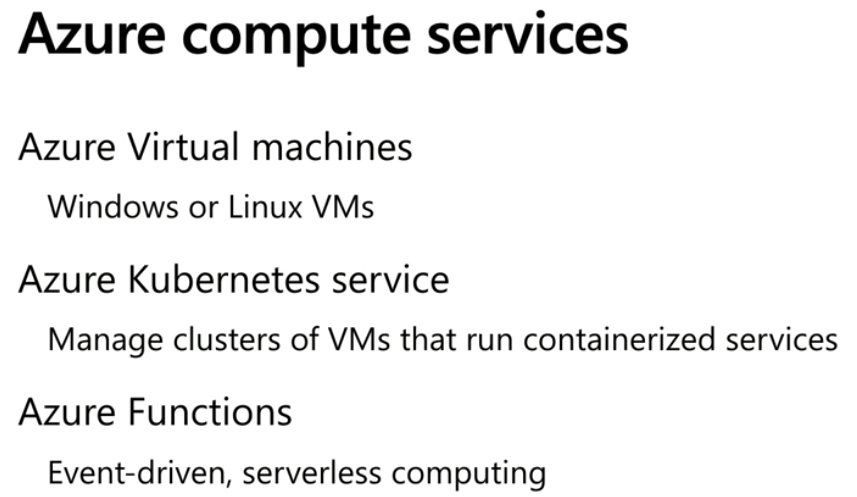 Azure compute services
Azure Virtual machines
Windows or Linux VMs
Azure Kubernetes service
Manage clusters of VMs that run containerized services
Azure Functions
Event-driven, serverless computing